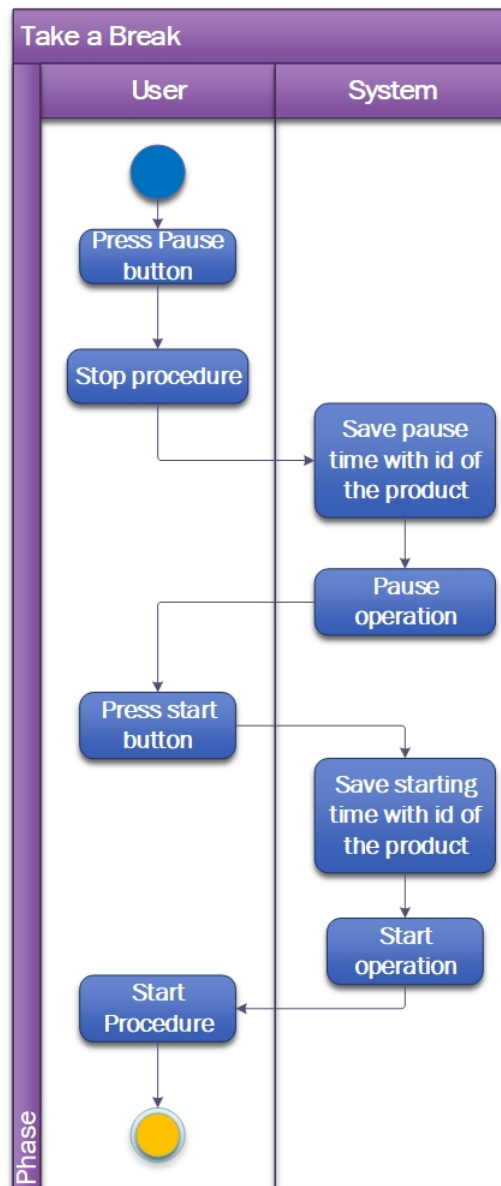 Take a Break
User
System
Press Pause
button
Stop procedure
Save pause
time with id of
the product
Pause
operation
Press start
button
Save starting
time with id of
the product
Start
operation
Start
Procedure
Phase